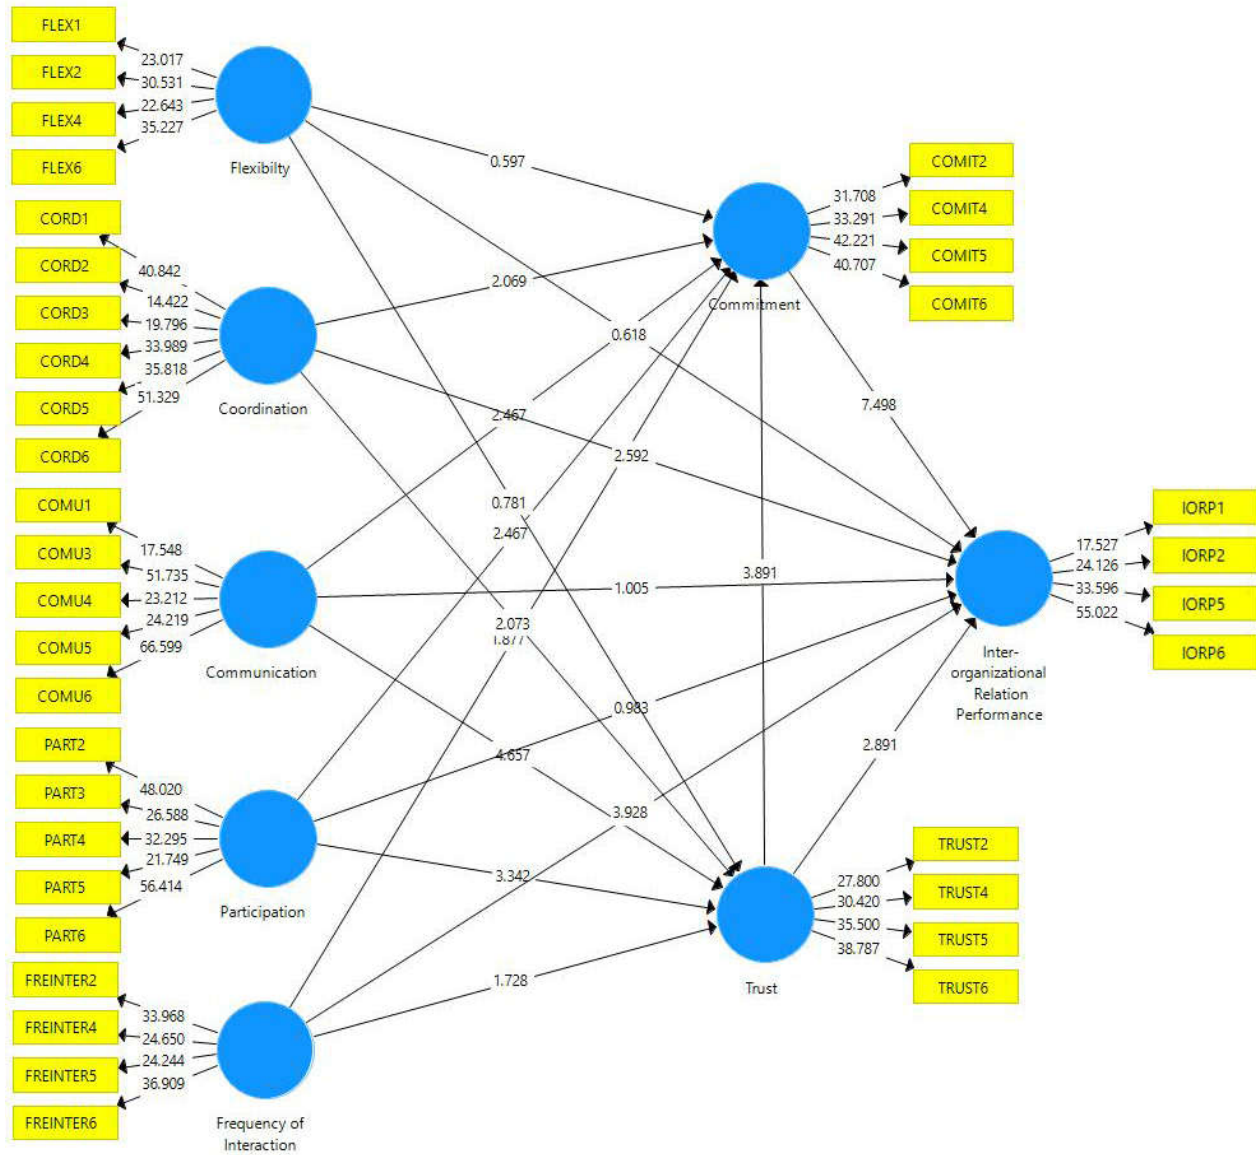 FLEX1
FLEX2
FLEX4
FLEX6
23.017
30.531
22.643
35.227
Flexibilty
CORD1
CORD2
CORD3
CORD4
CORD5
CORD6
40.842
14.422
19.796
33.989
35.818
51.329
Coordination
COMU1
COMU3
COMU4
COMU5
COMU6
17.548
51.735
23.212
24.219
66.599
Communication
PART2
PART3
PART4
PART5
PART6
48.020
26.588
32.295
21.749
56.414
Participation
FREINTER2
FREINTER4
FREINTER5
FREINTER6
33.968
24.650
24.244
36.909
Frequency of
Interaction
0.597
2.069
0.618
2.467
2.592
0.781
2.467
1.005
2.073
1.877
0.983
4.657
3.928
3.342
1.728
3.891
7.498
2.891
Commitment
31.708
33.291
42.221
40.707
COMIT2
COMIT4
COMIT5
COMIT6
Inter-
organizational
Relation
Performance
17.527
24.126
33.596
55.022
IORP1
IORP2
IORP5
IORP6
Trust
27.800
30.420
35.500
38.787
TRUST2
TRUST4
TRUST5
TRUST6